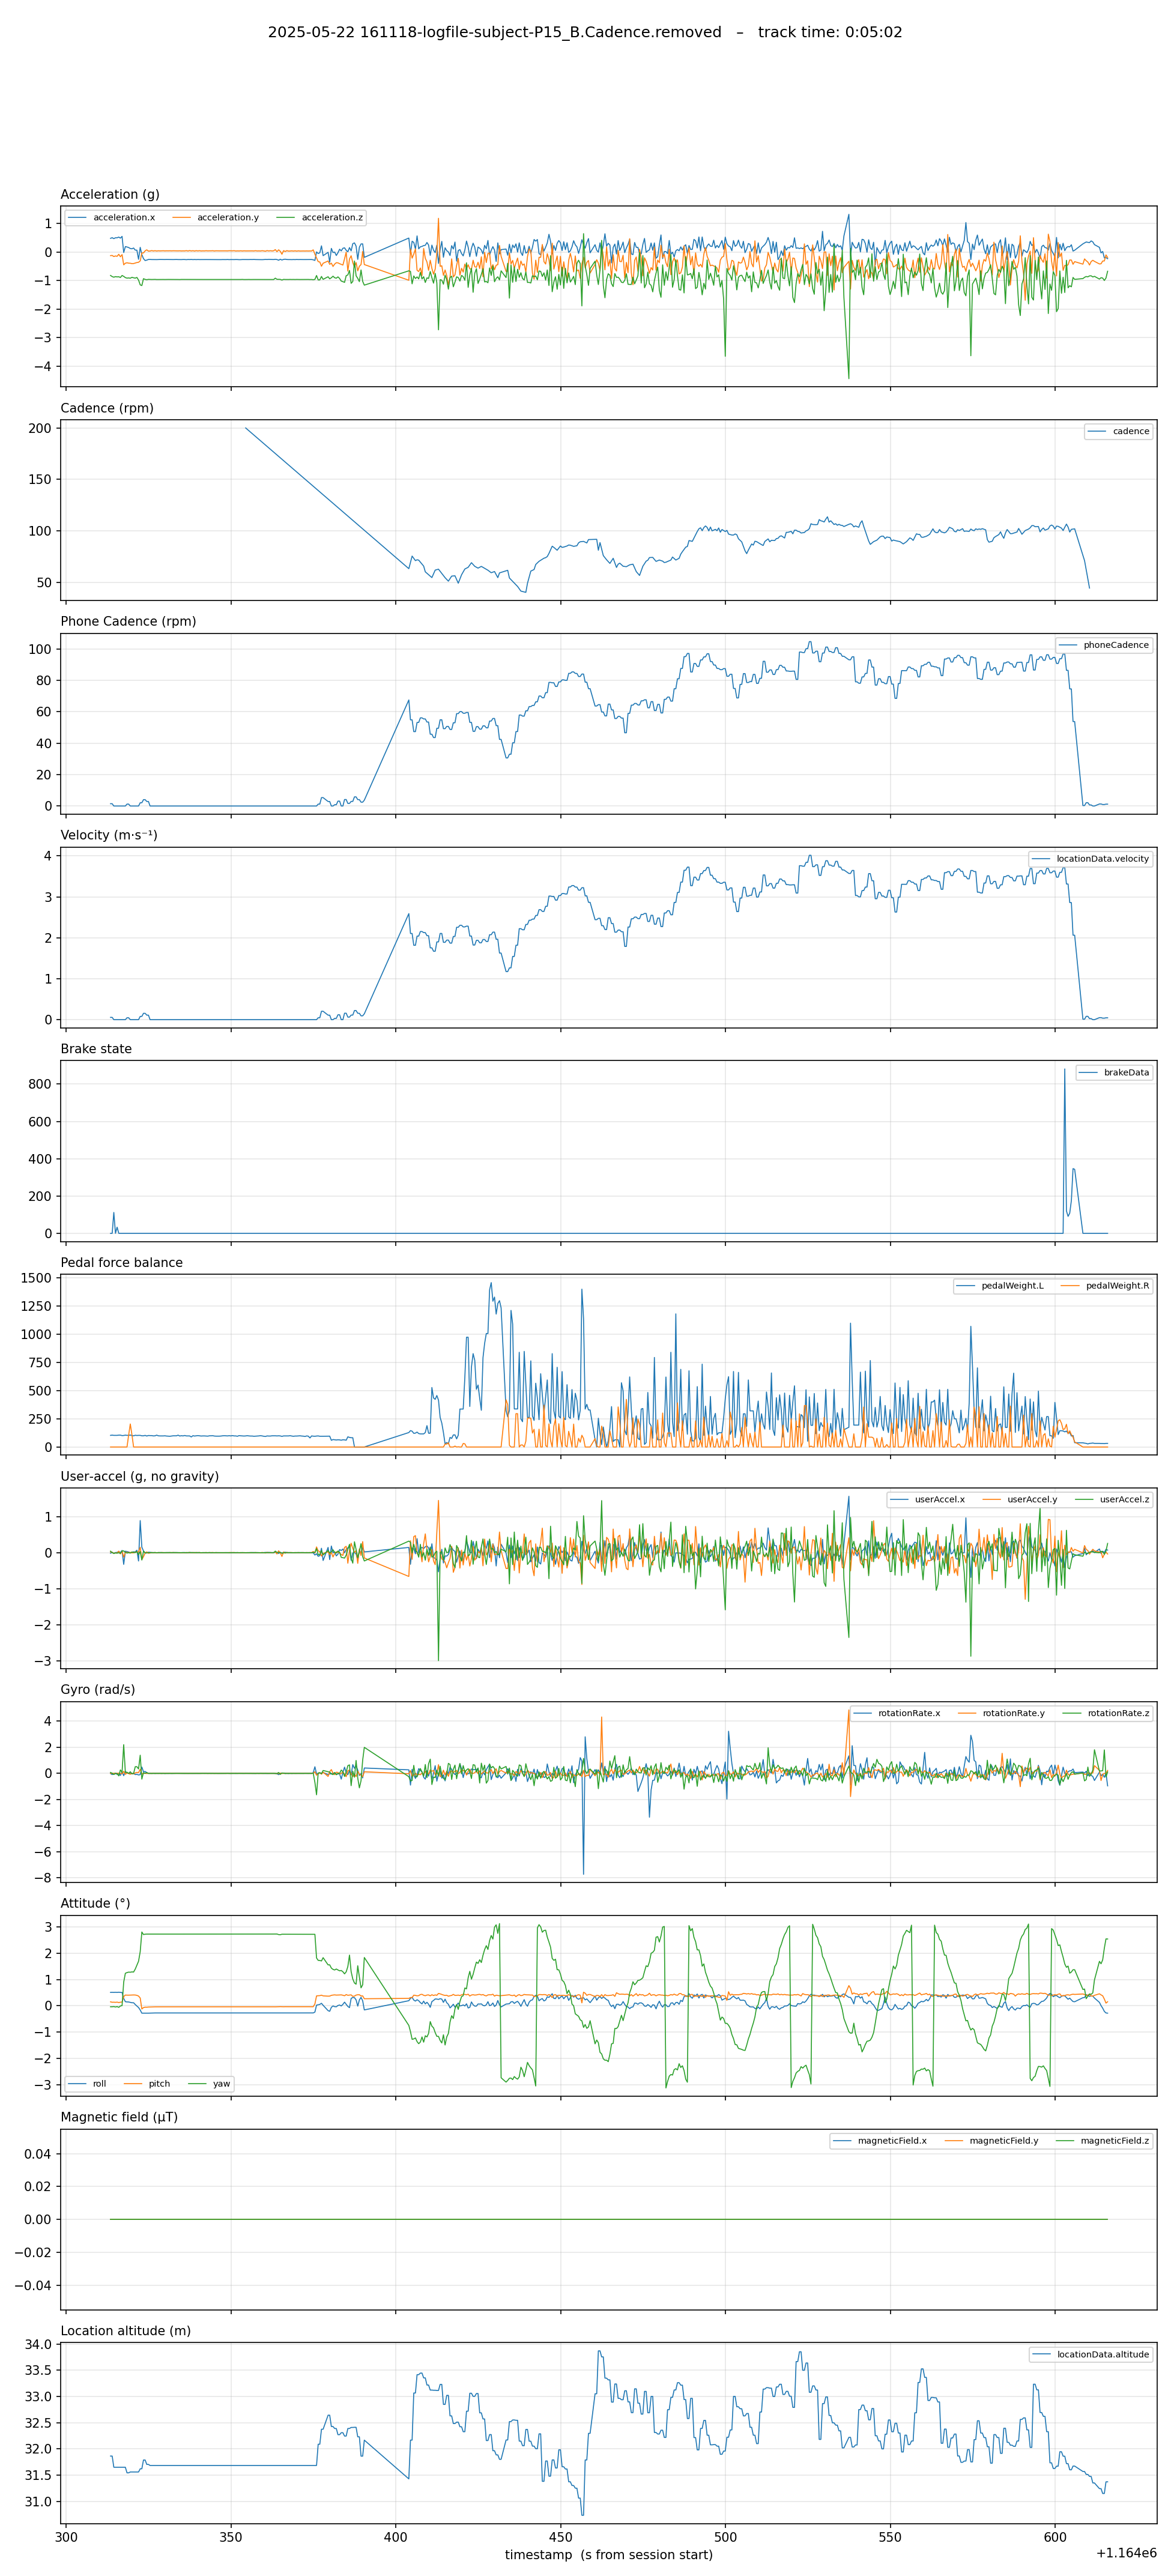 2025-05-22 161118-logfile-subject-P15_B.Cadence.removed – track time: 0:05:02
Acceleration (g)
acceleration.x acceleration.y acceleration.z
1
0
−1
−2
−3
−4
Cadence (rpm)
cadence
200
150
100
50
Phone Cadence (rpm)
phoneCadence
100
80
60
40
20
0
Velocity (m·s⁻¹)
locationData.velocity
4
3
2
1
0
Brake state
brakeData
800
600
400
200
0
Pedal force balance
pedalWeight.L pedalWeight.R
1500
1250
1000
750
500
250
0
User-accel (g, no gravity)
userAccel.x userAccel.y userAccel.z
1
0
−1
−2
−3
Gyro (rad/s)
rotationRate.x rotationRate.y rotationRate.z
4
2
0
−2
−4
−6
−8
Attitude (°)
3
2
1
0
−1
−2
−3
roll pitch yaw
Magnetic field (µT)
magneticField.x magneticField.y magneticField.z
0.04
0.02
0.00
−0.02
−0.04
Location altitude (m)
locationData.altitude
34.0
33.5
33.0
32.5
32.0
31.5
31.0
300 350 400 450 500 550 600
timestamp (s from session start)
+1.164e6